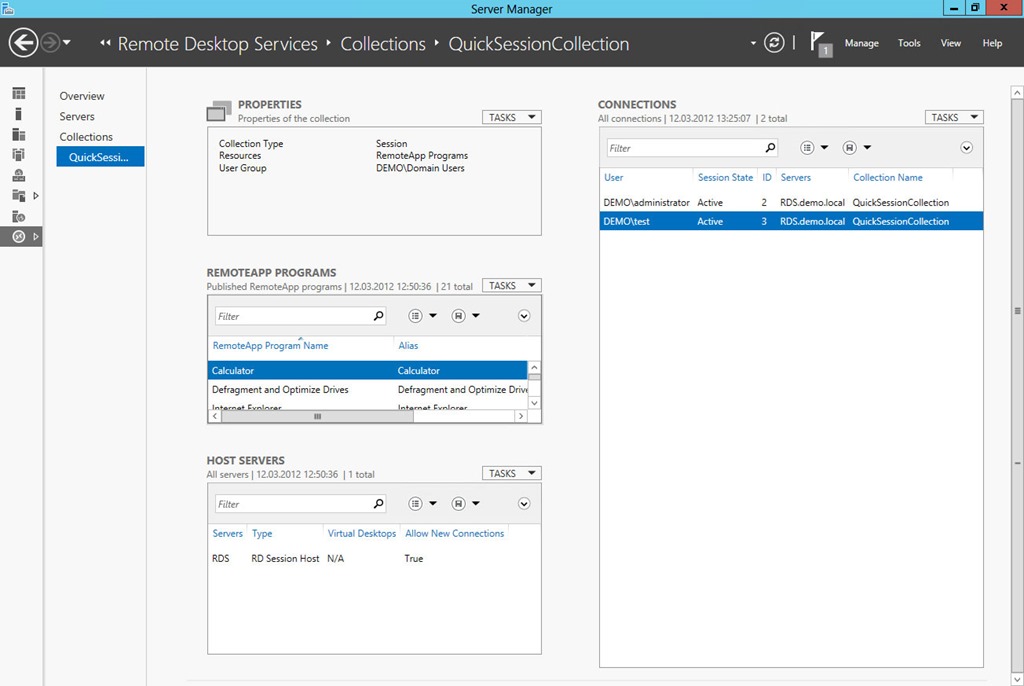 Server Manager
Remote Desktop Services Collections QuickSessionCollection
1
Manage Tools View Help
Overview
Servers
Collections
QuickSessi...
PROPERTIES
Properties of the collection
TASKS
Collection Type Session
Resources RemoteApp Programs
User Group DEMO\Domain Users
REMOTEAPP PROGRAMS
Published RemoteApp programs | 12.03.2012 12:50:36 | 21 total
TASKS
Filter
RemoteApp Program Name Alias
Calculator Calculator
Defragment and Optimize Drives Defragment and Optimize Drive
Internet Explorer Internet Explorer
HOST SERVERS
All servers | 12.03.2012 12:50:36 | 1 total
TASKS
Filter
Servers Type Virtual Desktops Allow New Connections
RDS RD Session Host N/A True
CONNECTIONS
All connections | 12.03.2012 13:25:07 | 2 total
TASKS
Filter
User Session State ID Servers Collection Name
DEMO\administrator Active 2 RDS.demo.local QuickSessionCollection
DEMO\test Active 3 RDS.demo.local QuickSessionCollection